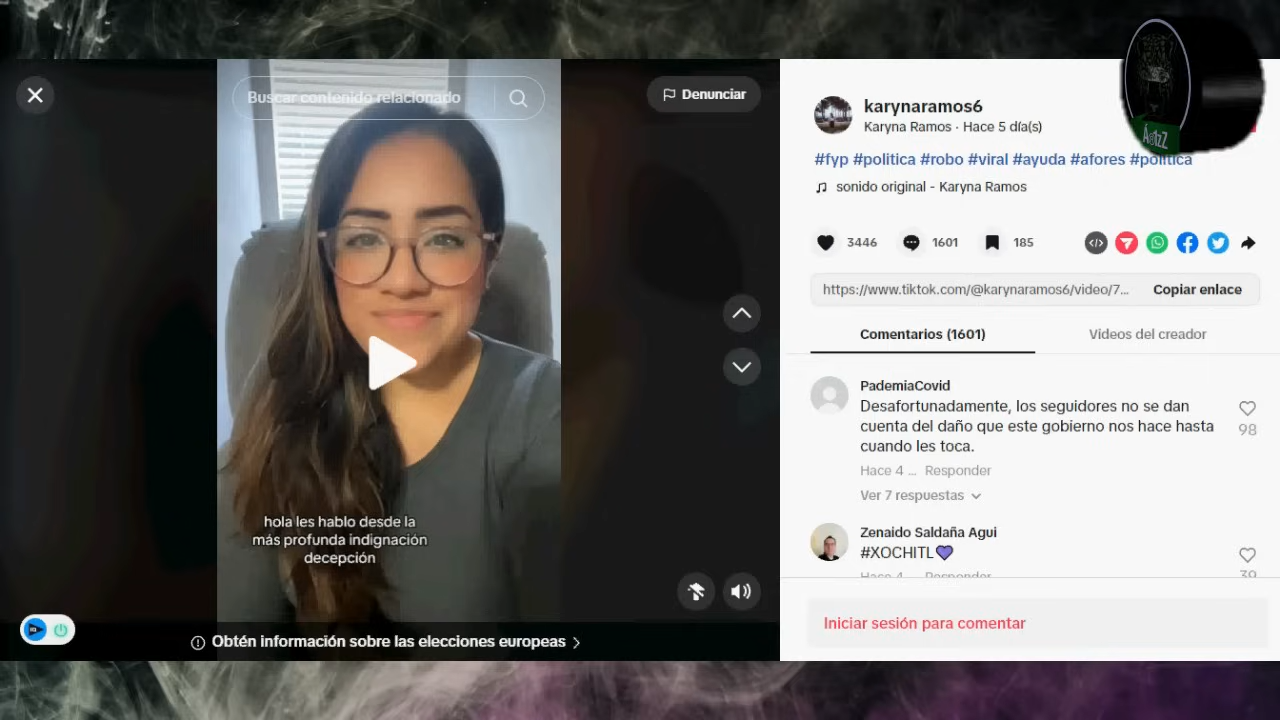 Buscar contenido relacionado
Denunciar
hola les hablo desde la
más profunda indignación
decepción
Obtén información sobre las elecciones europeas
karynaramos6
Karyna Ramos · Hace 5 día(s)
#fyp #politica #robo #viral #ayuda #afores #politica
sonido original - Karyna Ramos
3446
1601
185
https://www.tiktok.com/@karynaramos6/video/7...
Copiar enlace
Comentarios (1601)
Videos del creador
PademiaCovid
Desafortunadamente, los seguidores no se dan
cuenta del daño que este gobierno nos hace hasta
cuando les toca.
98
Hace 4 ... Responder
Ver 7 respuestas
Zenaido Saldaña Agui
#XOCHITL💜
Hace 4 ... Responder
39
Iniciar sesión para comentar